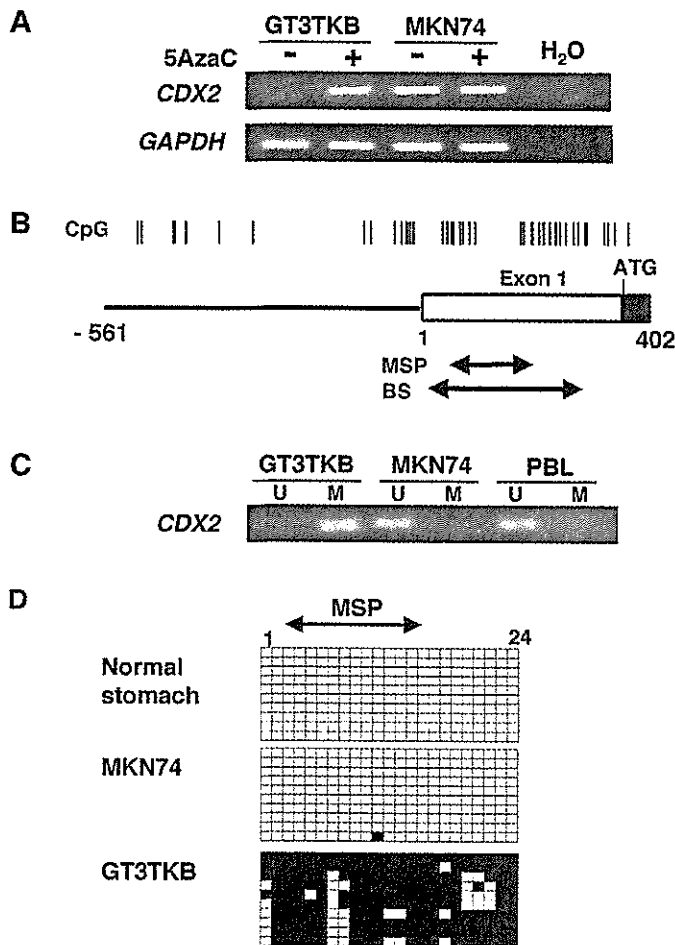 A
GT3TKB MKN74
5AzaC - + - + H₂O
CDX2
GAPDH
B
CpG
Exon 1 ATG
- 561 1 402
MSP
BS
C
GT3TKB MKN74 PBL
U M U M U M
CDX2
D
MSP
1 24
Normal
stomach
MKN74
GT3TKB